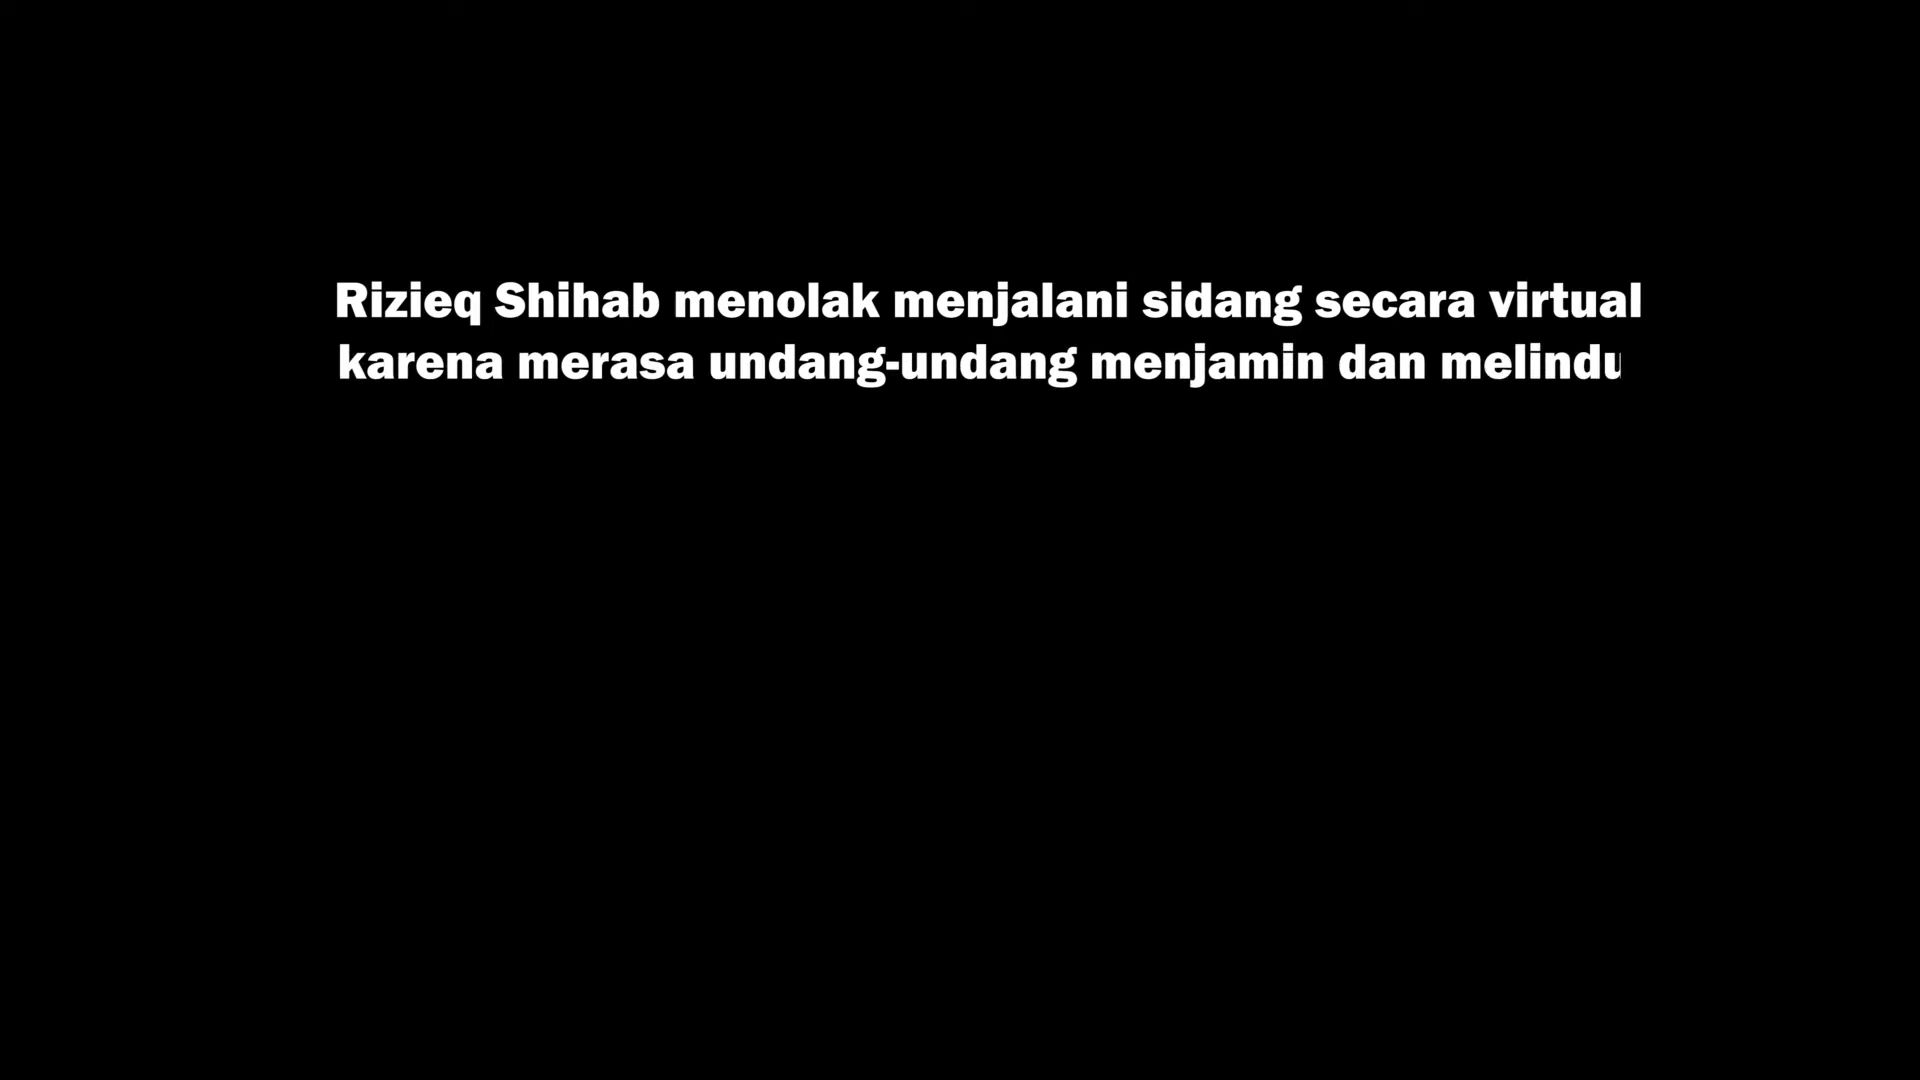 Rizieq Shihab menolak menjalani sidang secara virtual
karena merasa undang-undang menjamin dan melindu